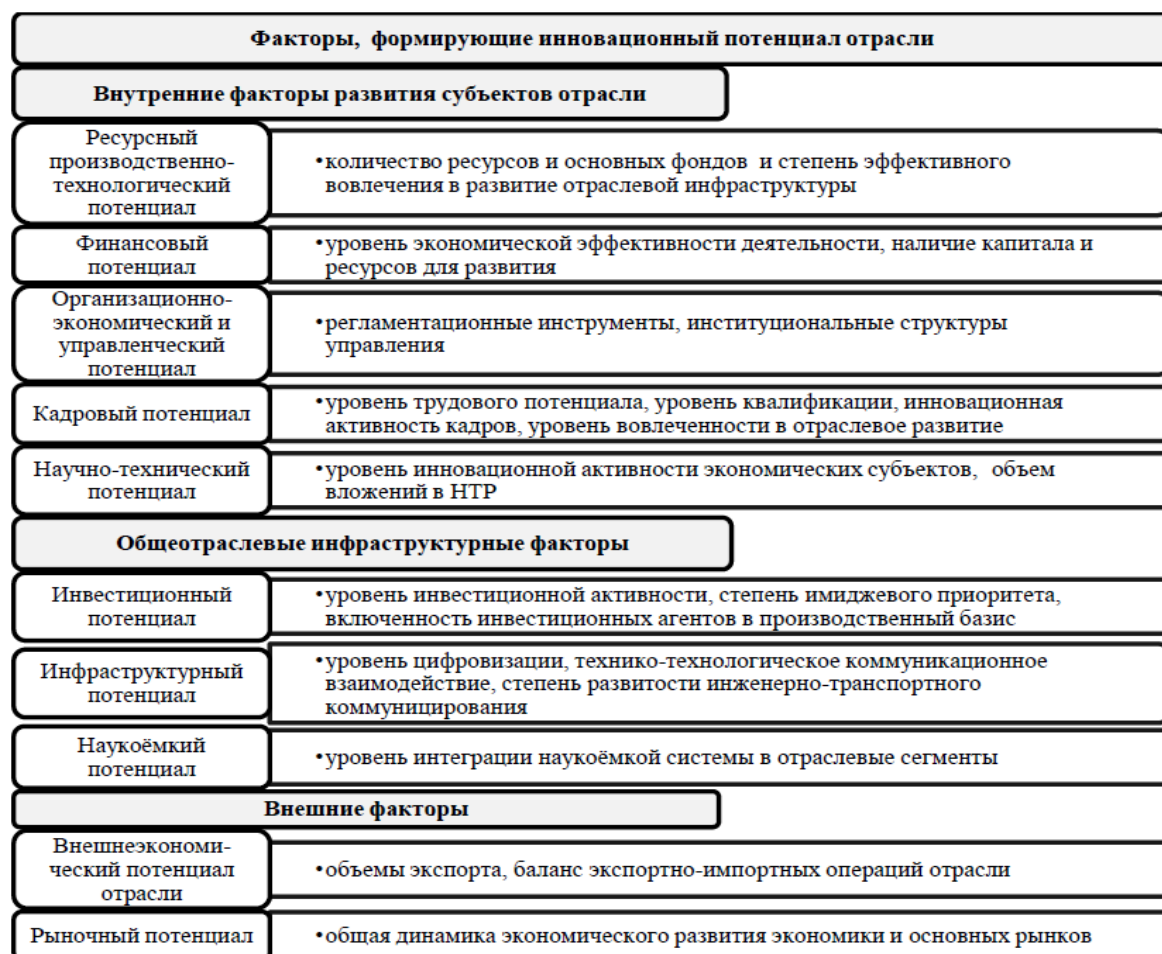 Факторы, формирующие инновационный потенциал отрасли
Внутренние факторы развития субъектов отрасли
Ресурсный
производственно-
технологический
потенциал
•количество ресурсов и основных фондов и степень эффективного
вовлечения в развитие отраслевой инфраструктуры
Финансовый
потенциал
•уровень экономической эффективности деятельности, наличие капитала и
ресурсов для развития
Организационно-
экономический и
управленческий
потенциал
•регламентационные инструменты, институциональные структуры
управления
Кадровый потенциал
•уровень трудового потенциала, уровень квалификации, инновационная
активность кадров, уровень вовлеченности в отраслевое развитие
Научно-технический
потенциал
•уровень инновационной активности экономических субъектов, объем
вложений в НТР
Общеотраслевые инфраструктурные факторы
Инвестиционный
потенциал
•уровень инвестиционной активности, степень имиджевого приоритета,
включенность инвестиционных агентов в производственный базис
Инфраструктурный
потенциал
•уровень цифровизации, технико-технологическое коммуникационное
взаимодействие, степень развитости инженерно-транспортного
коммуницирования
Наукоёмкий
потенциал
•уровень интеграции наукоёмкой системы в отраслевые сегменты
Внешние факторы
Внешнеэкономи-
ческий потенциал
отрасли
•объемы экспорта, баланс экспортно-импортных операций отрасли
Рыночный потенциал
•общая динамика экономического развития экономики и основных рынков